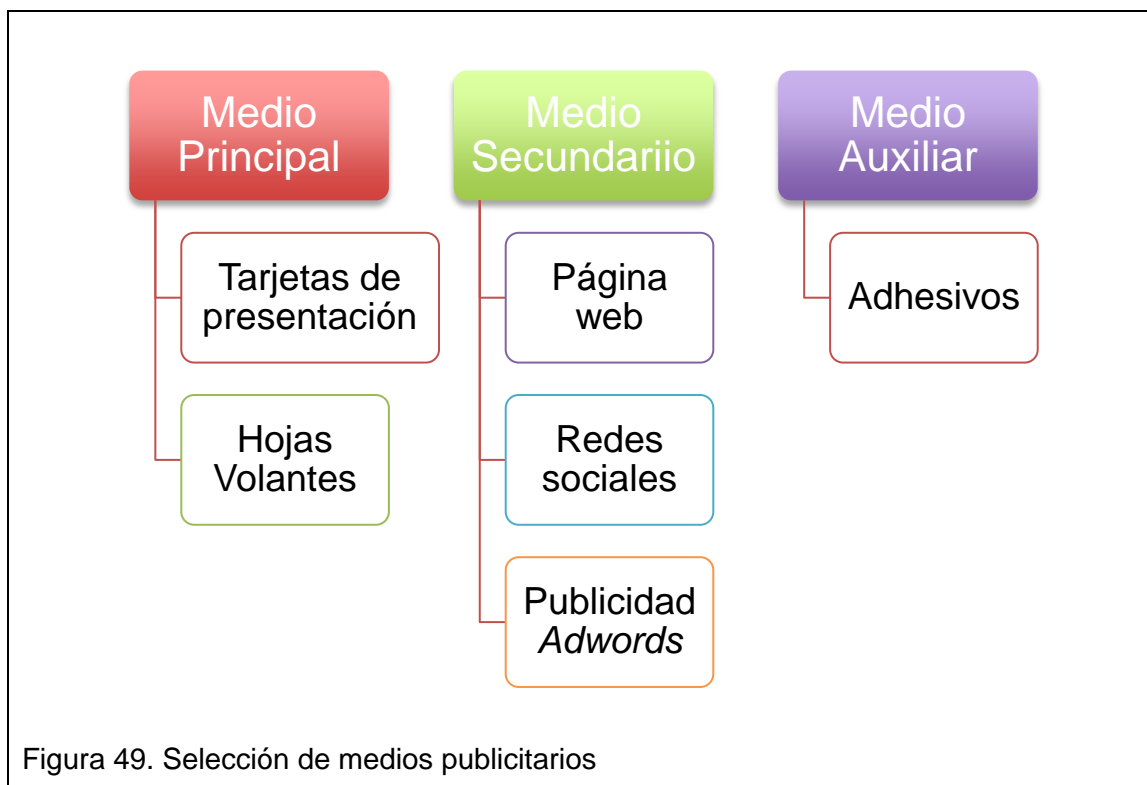 Medio
Principal
Tarjetas de
presentación
Hojas
Volantes
Medio
Secundariio
Página
web
Redes
sociales
Publicidad
Adwords
Medio
Auxiliar
Adhesivos
Figura 49. Selección de medios publicitarios